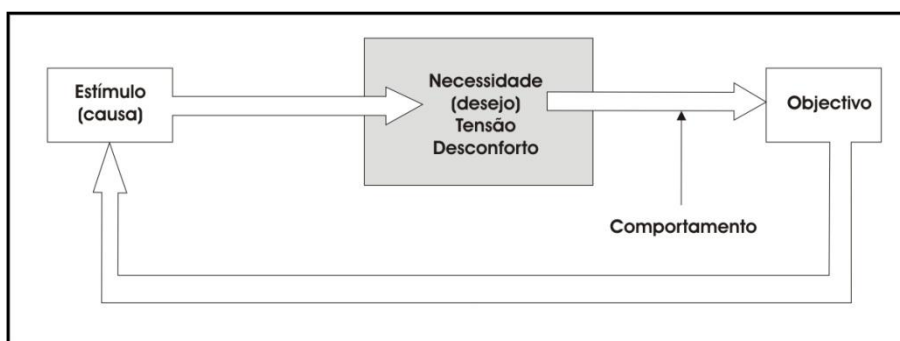 Estímulo
(causa)
Necessidade
(desejo)
Tensão
Desconforto
Objectivo
Comportamento